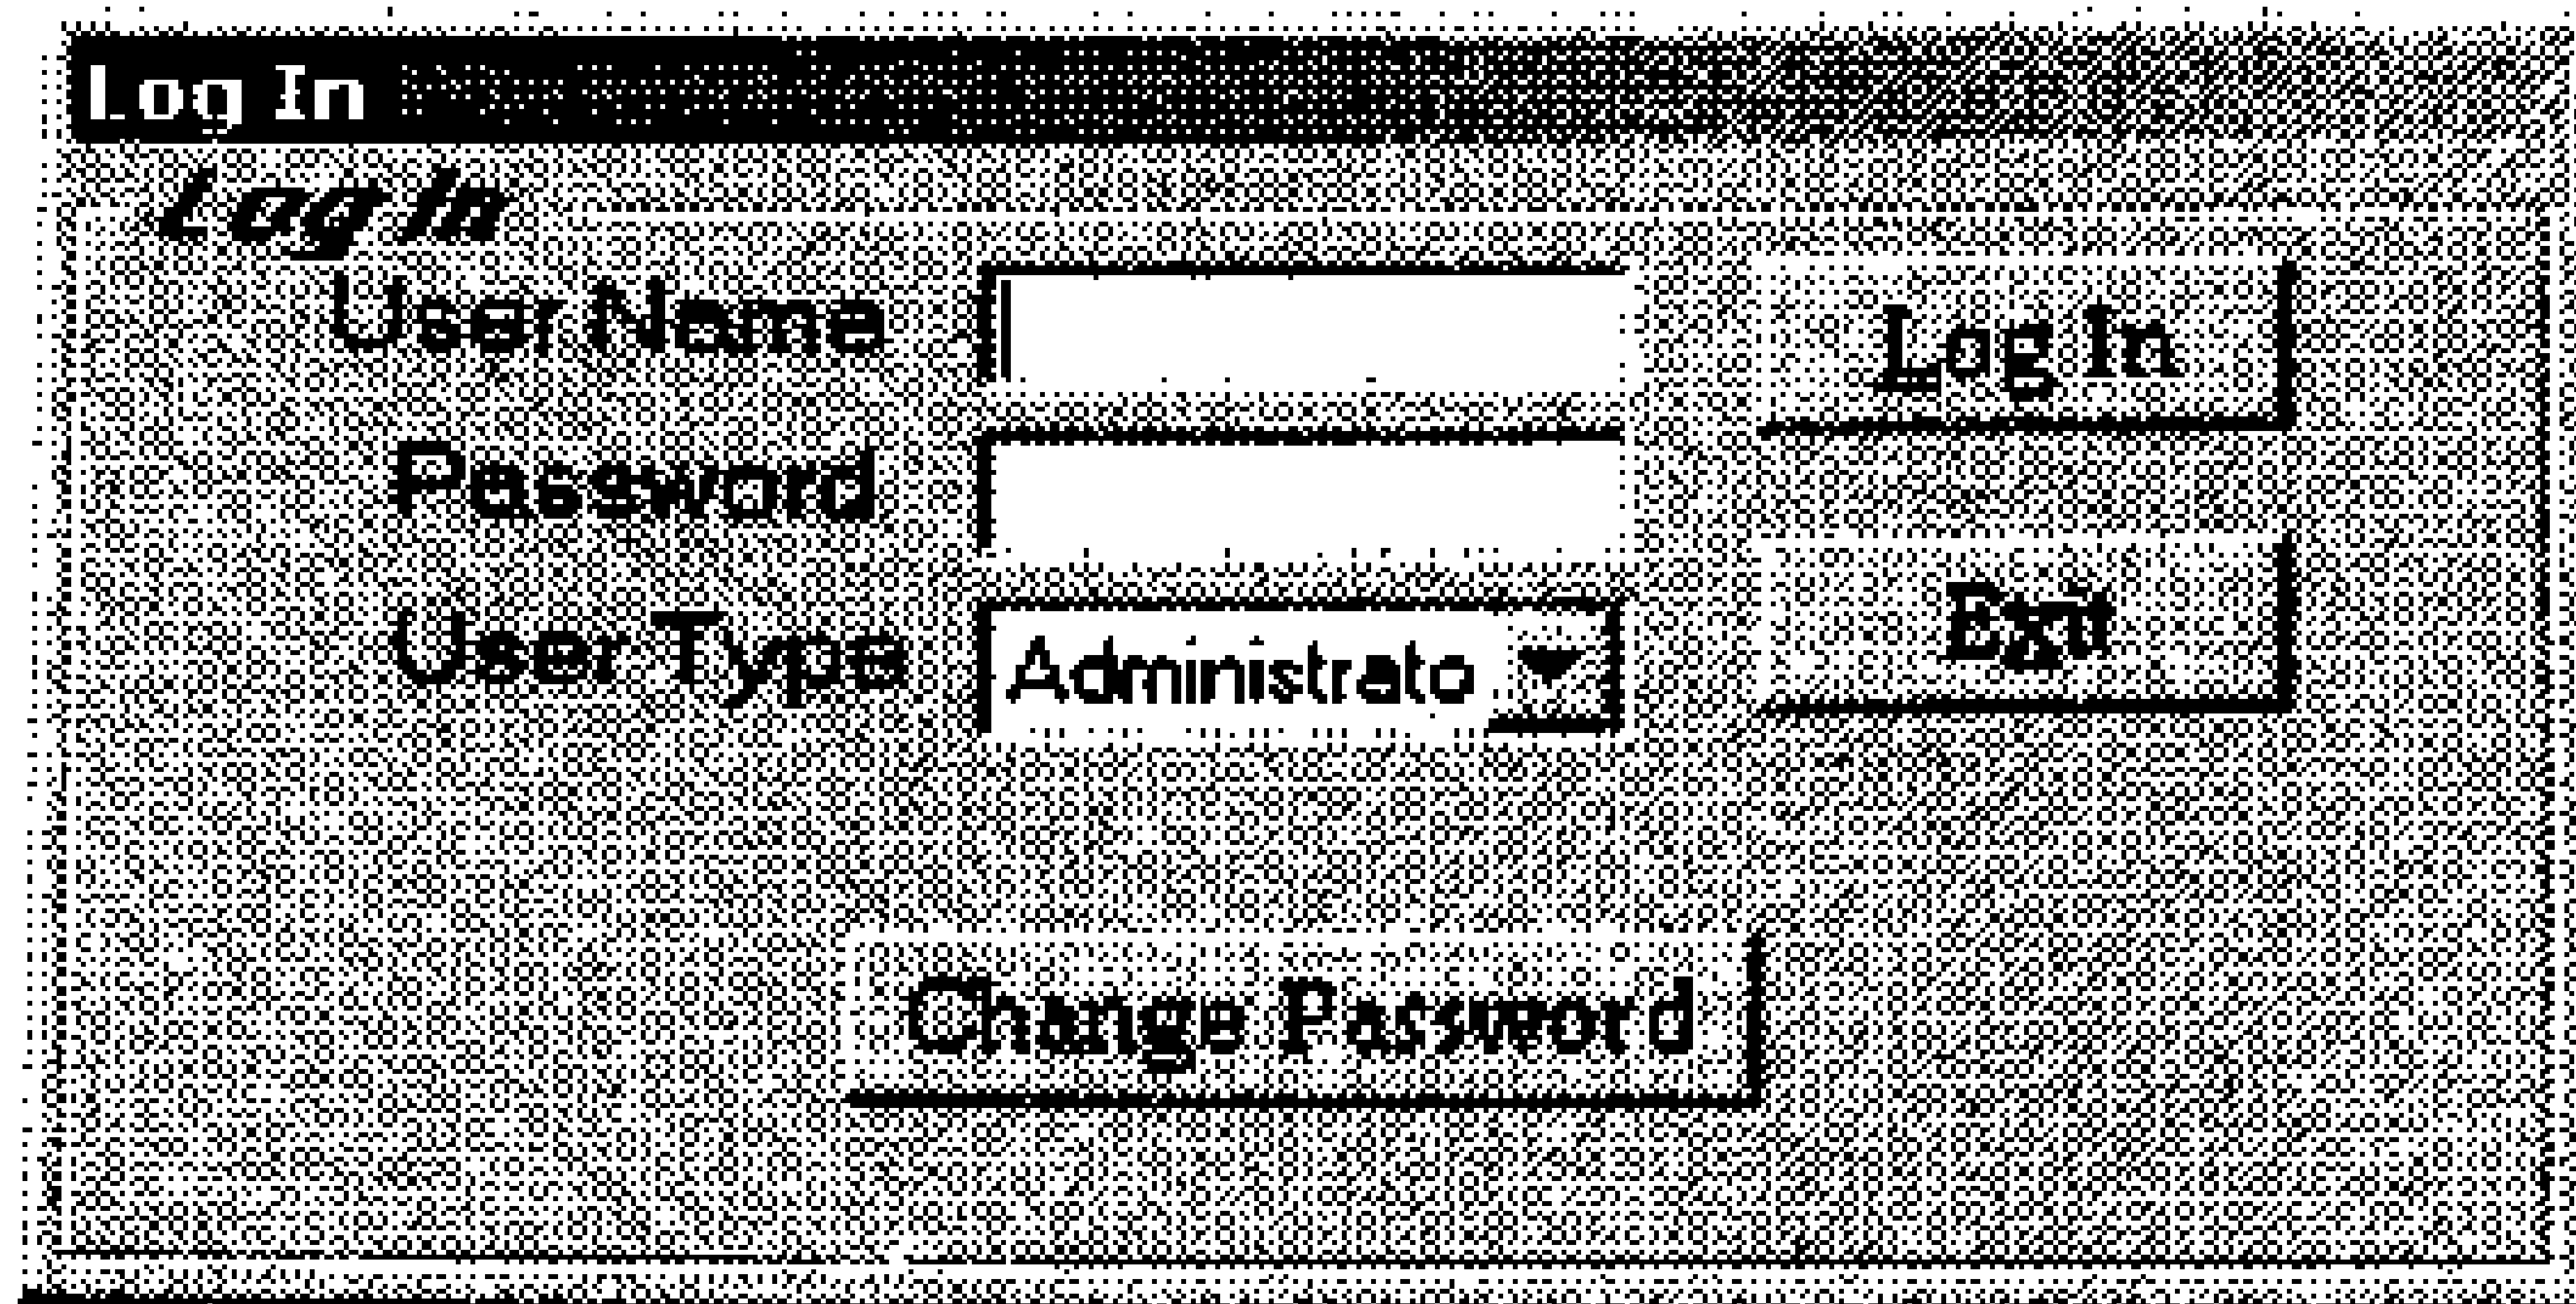 Log In
Log In
User Name
Log In
Password
Exit
User Type
Administrato
Change Password